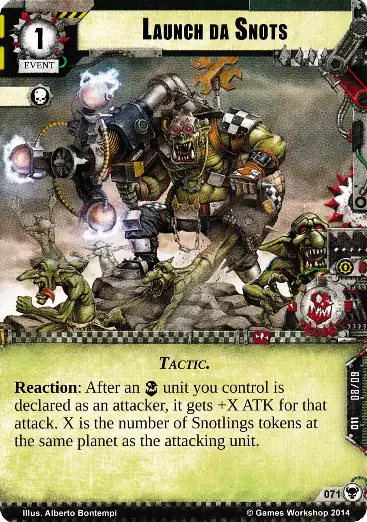 LAUNCH DA SNOTS
1
EVENT
TACTIC.
Reaction: After an unit you control is
declared as an attacker, it gets +X ATK for that
attack. X is the number of Snotlings tokens at
the same planet as the attacking unit.
011 08/09
071
Illus. Alberto Bontempi
© Games Workshop 2014